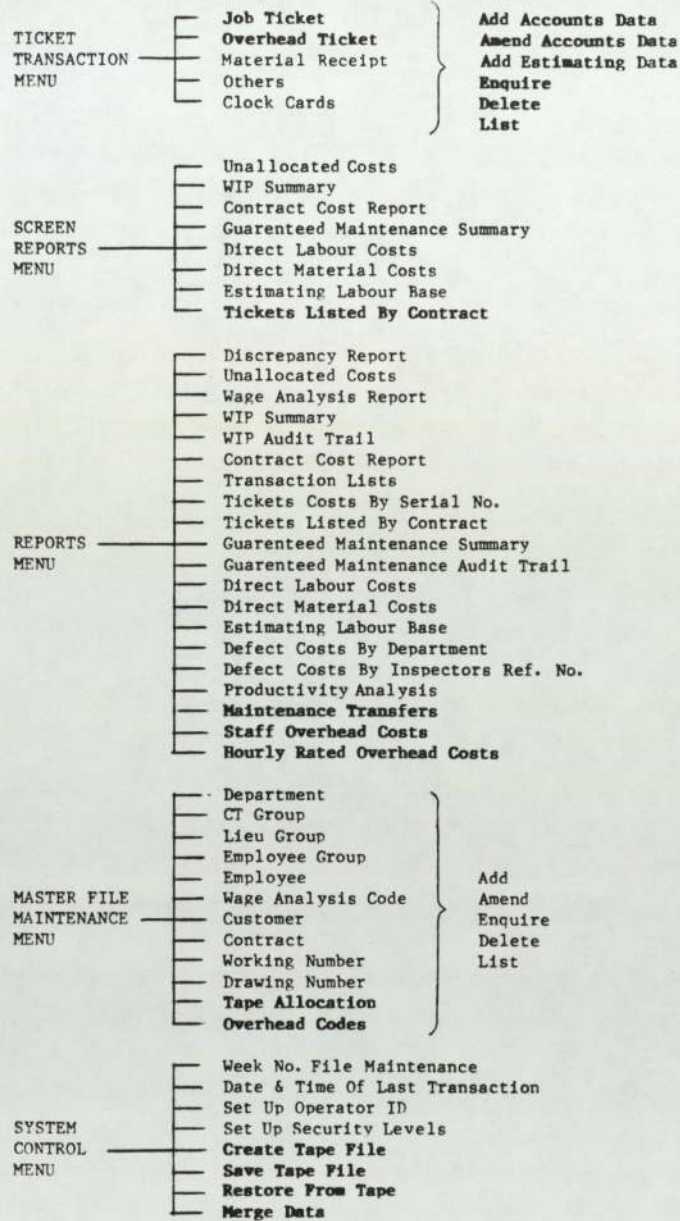 TICKET
TRANSACTION
MENU
Job Ticket
Overhead Ticket
Material Receipt
Others
Clock Cards
Add Accounts Data
Amend Accounts Data
Add Estimating Data
Enquire
Delete
List
SCREEN
REPORTS
MENU
Unallocated Costs
WIP Summary
Contract Cost Report
Guarenteed Maintenance Summary
Direct Labour Costs
Direct Material Costs
Estimating Labour Base
Tickets Listed By Contract
REPORTS
MENU
Discrepancy Report
Unallocated Costs
Wage Analysis Report
WIP Summary
WIP Audit Trail
Contract Cost Report
Transaction Lists
Tickets Costs By Serial No.
Tickets Listed By Contract
Guarenteed Maintenance Summary
Guarenteed Maintenance Audit Trail
Direct Labour Costs
Direct Material Costs
Estimating Labour Base
Defect Costs By Department
Defect Costs By Inspectors Ref. No.
Productivity Analysis
Maintenance Transfers
Staff Overhead Costs
Hourly Rated Overhead Costs
MASTER FILE
MAINTENANCE
MENU
Department
CT Group
Lieu Group
Employee Group
Employee
Wage Analysis Code
Customer
Contract
Working Number
Drawing Number
Tape Allocation
Overhead Codes
Add
Amend
Enquire
Delete
List
SYSTEM
CONTROL
MENU
Week No. File Maintenance
Date & Time Of Last Transaction
Set Up Operator ID
Set Up Security Levels
Create Tape File
Save Tape File
Restore From Tape
Merge Data